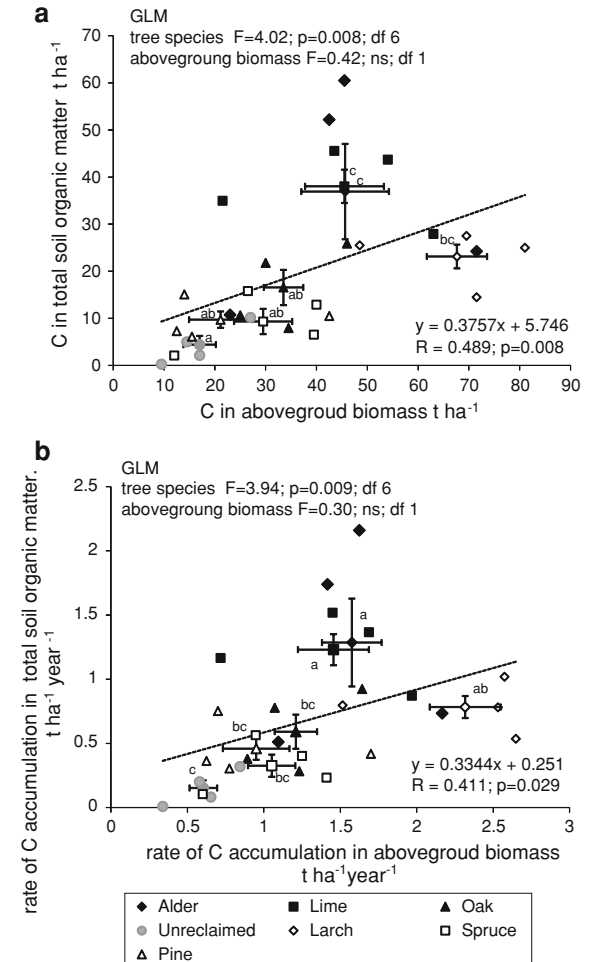 a
GLM
tree species F=4.02; p=0.008; df 6
abovegroung biomass F=0.42; ns; df 1
C in total soil organic matter t ha-1
70
60
50
40
30
20
10
0
c
c
bc
ab
ab
ab
a
y = 0.3757x + 5.746
R = 0.489; p=0.008
0 10 20 30 40 50 60 70 80 90
C in abovegroud biomass t ha-1
b
GLM
tree species F=3.94; p=0.009; df 6
abovegroung biomass F=0.30; ns; df 1
rate of C accumulation in total soil organic matter.
t ha-1 year -1
2.5
2
1.5
1
0.5
0
a
a
ab
bc
bc
bc
c
y = 0.3344x + 0.251
R = 0.411; p=0.029
0 0.5 1 1.5 2 2.5 3
rate of C accumulation in abovegroud biomass
t ha-1year-1
Alder Lime Oak
Unreclaimed Larch Spruce
Pine